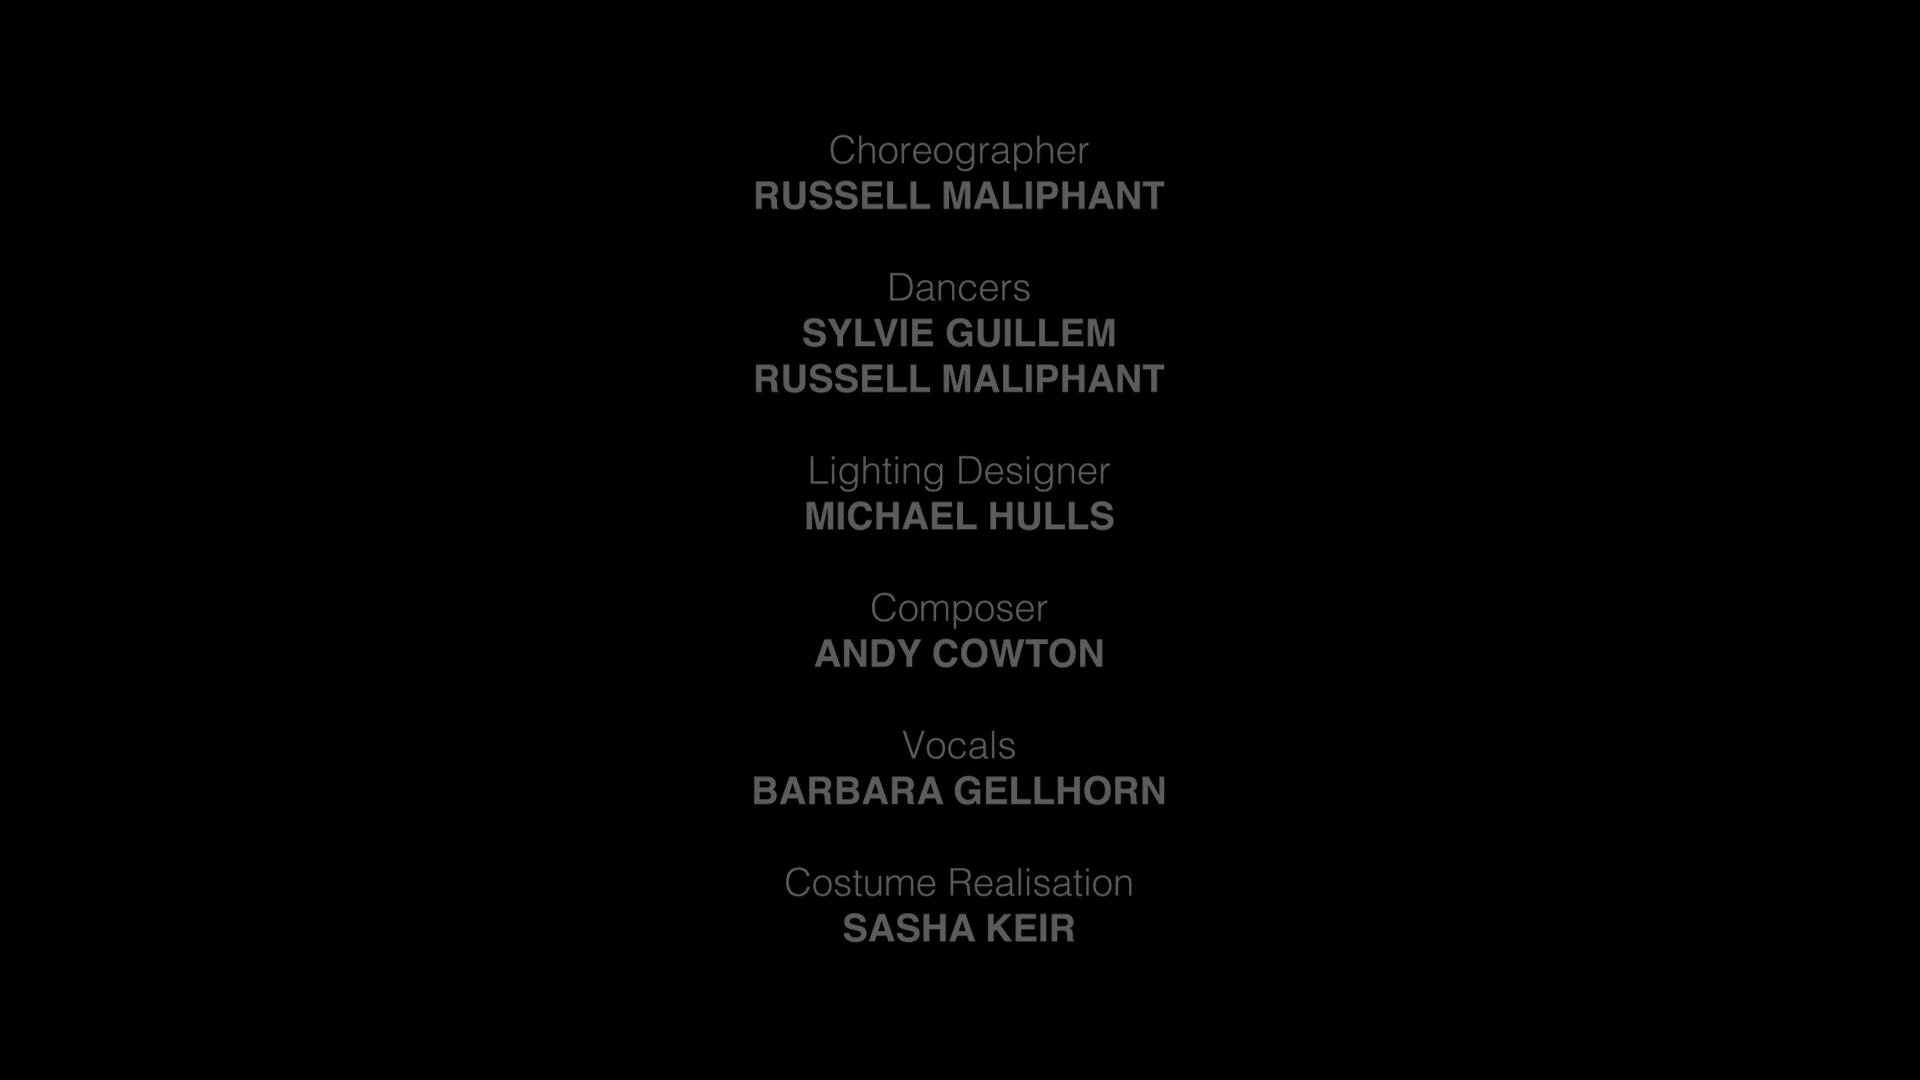 Choreographer
RUSSELL MALIPHANT
Dancers
SYLVIE GUILLEM
RUSSELL MALIPHANT
Lighting Designer
MICHAEL HULLS
Composer
ANDY COWTON
Vocals
BARBARA GELLHORN
Costume Realisation
SASHA KEIR